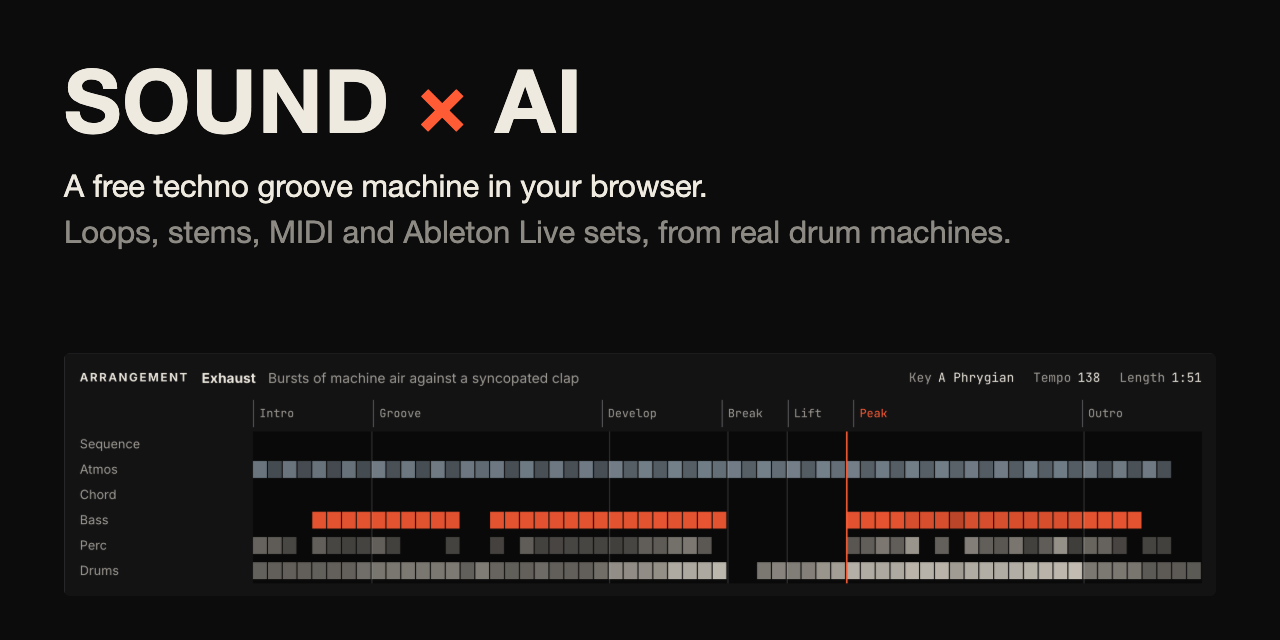 SOUND × AI
A free techno groove machine in your browser.
Loops, stems, MIDI and Ableton Live sets, from real drum machines.
ARRANGEMENT Exhaust Bursts of machine air against a syncopated clap Key A Phrygian Tempo 138 Length 1:51
Intro Groove Develop Break Lift Peak Outro
Sequence
Atmos
Chord
Bass
Perc
Drums